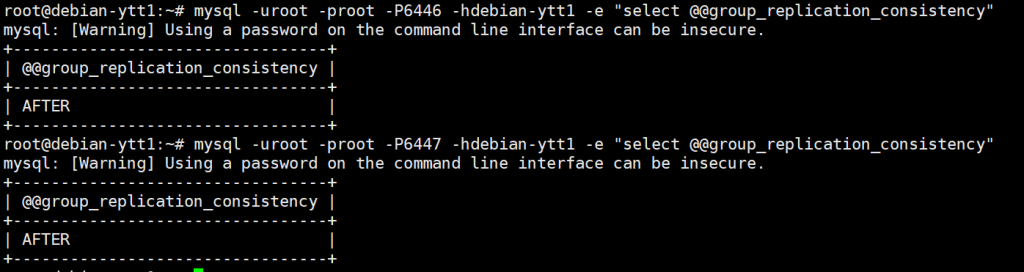 root@debian-ytt1:~# mysql -uroot -proot -P6446 -hdebian-ytt1 -e "select @@group_replication_consistency"
mysql: [Warning] Using a password on the command line interface can be insecure.
+---------------------------------+
| @@group_replication_consistency |
+---------------------------------+
| AFTER                           |
+---------------------------------+
root@debian-ytt1:~# mysql -uroot -proot -P6447 -hdebian-ytt1 -e "select @@group_replication_consistency"
mysql: [Warning] Using a password on the command line interface can be insecure.
+---------------------------------+
| @@group_replication_consistency |
+---------------------------------+
| AFTER                           |
+---------------------------------+